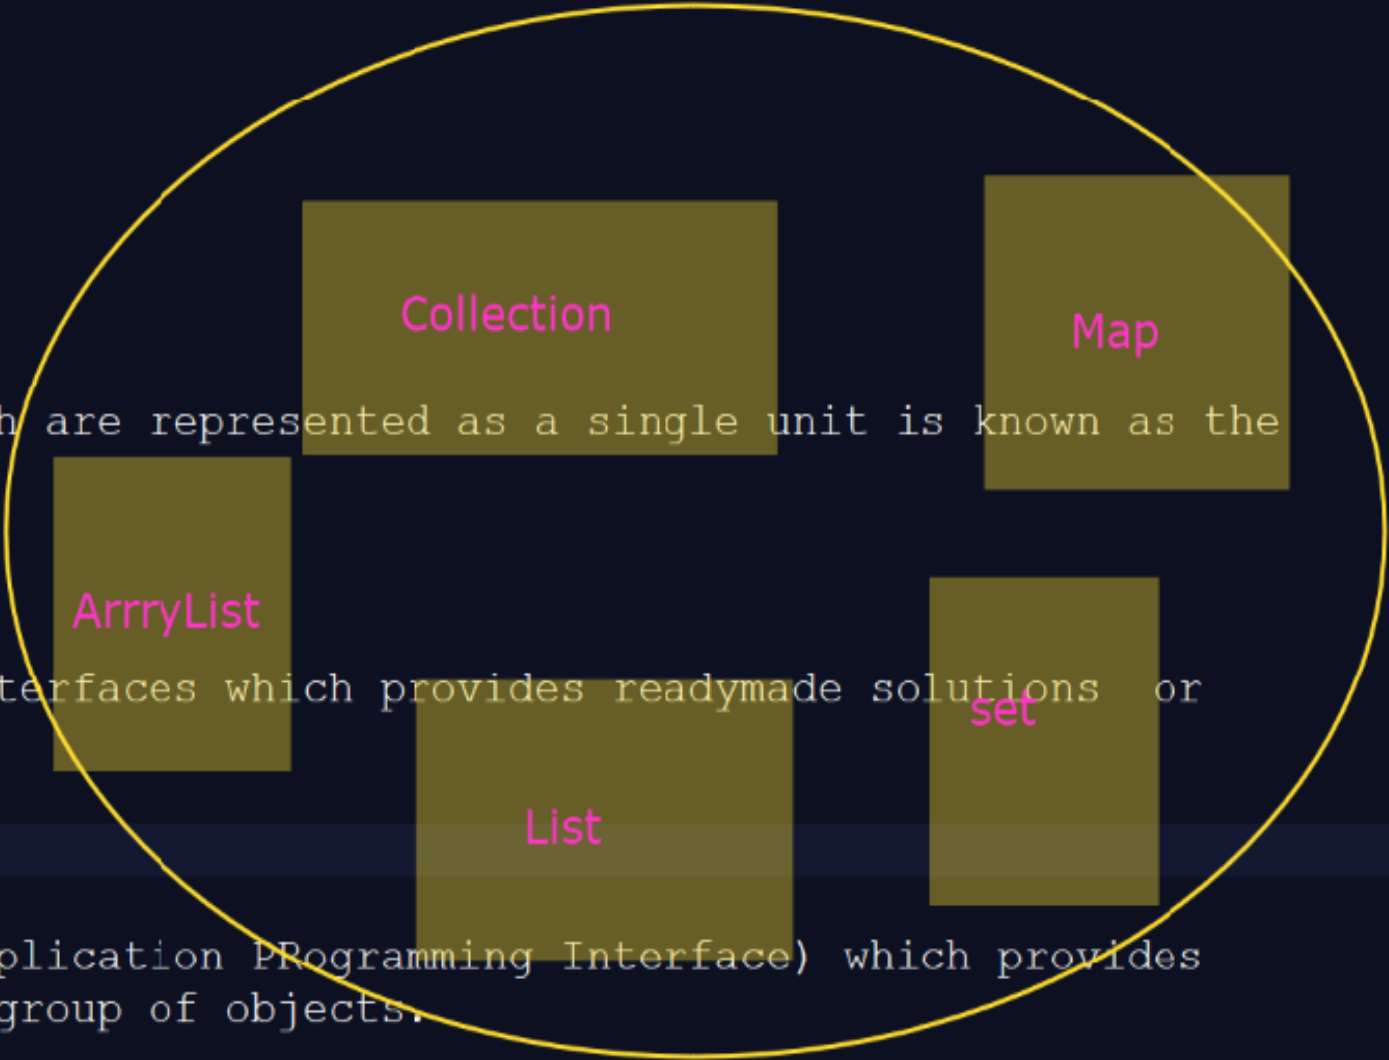 Collection
Map
h are represented as a single unit is known as the
ArrryList
terfaces which provides readymade solutions  or
set
List
plication PRogramming Interface) which provides
group of objects.